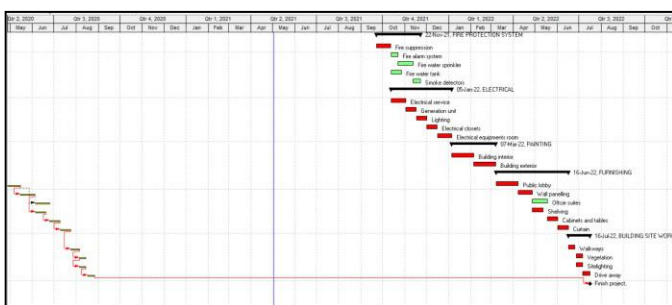 Qtr 2, 2020 Qtr 3, 2020 Qtr 4, 2020 Qtr 1, 2021 Qtr 2, 2021 Qtr 3, 2021 Qtr 4, 2021 Qtr 1, 2022 Qtr 2, 2022 Qtr 3, 2022
May Jun Jul Aug Sep Oct Nov Dec Jan Feb Mar Apr May Jun Jul Aug Sep Oct Nov Dec Jan Feb Mar Apr May Jun Jul Aug Sep Oct
22-Nov-21, FIRE PROTECTION SYSTEM
Fire suppression
Fire alarm system
Fire water sprinkler
Fire water tank
Smoke detectors
05-Jan-22, ELECTRICAL
Electrical service
Generation unit
Lighting
Electrical closets
Electrical equipments room
07-Mar-22, PAINTING
Building interior
Building exterior
16-Jun-22, FURNISHING
Public lobby
Wall panelling
Office suites
Shelving
Cabinets and tables
Curtain
16-Jul-22, BUILDING SITE WOR
Walkways
Vegetation
Sitelighting
Drive away
Finish project,